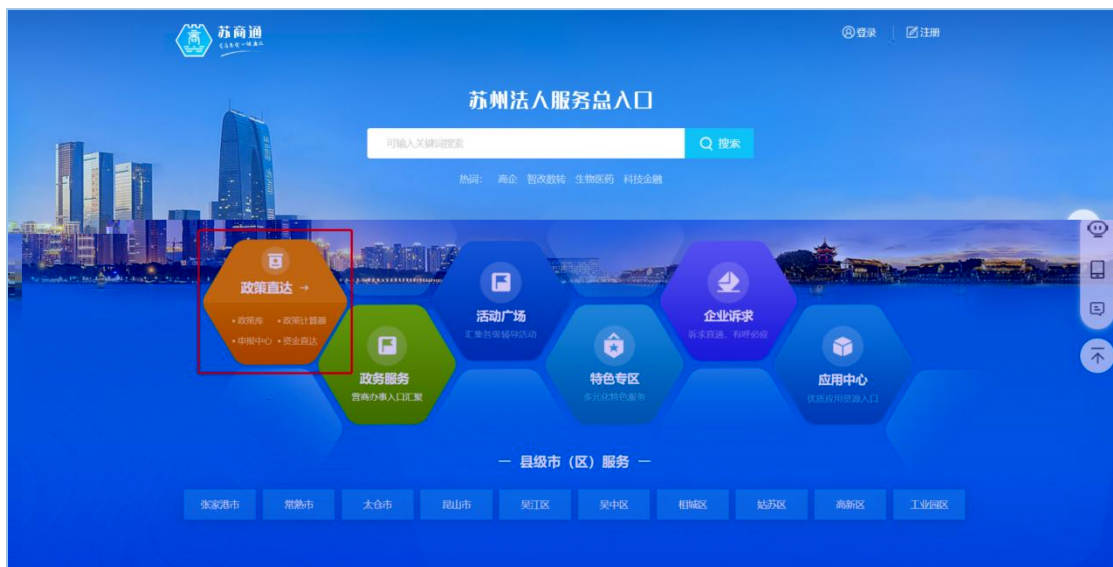 苏商通
登录
注册
苏州法人服务总入口
可输入关键词搜索
搜索
热词: 高企 智改数转 生物医药 科技金融
政策直达 →
•政策库 •政策计算器
•申报中心 •资金直达
活动广场
汇集各级辅导活动
企业诉求
诉求直通，有呼必应
政务服务
营商办事入口汇聚
特色专区
多元化特色服务
应用中心
优质应用资源入口
— 县级市（区）服务 —
张家港市 常熟市 太仓市 昆山市 吴江区 吴中区 相城区 姑苏区 高新区 工业园区